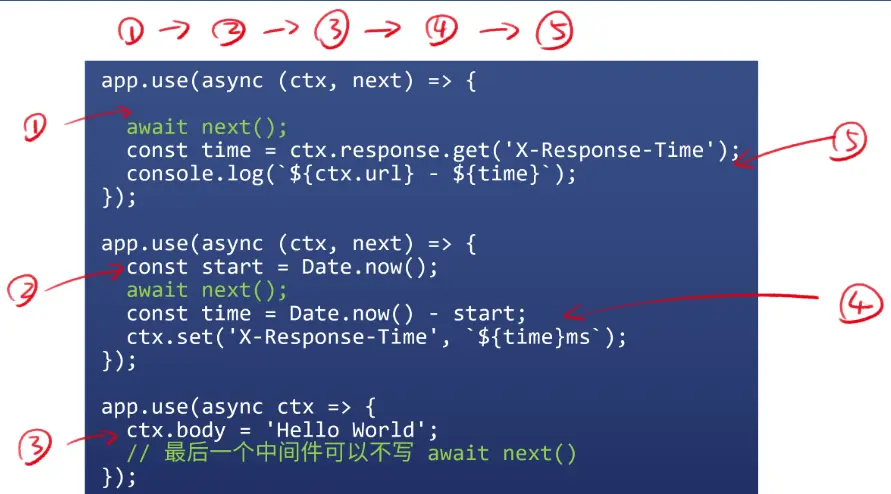 ① → ② → ③ → ④ → ⑤
app.use(async (ctx, next) => {
①
await next();
const time = ctx.response.get('X-Response-Time');
⑤
console.log(`${ctx.url} - ${time}`);
});
app.use(async (ctx, next) => {
const start = Date.now();
②
await next();
const time = Date.now() - start;
④
ctx.set('X-Response-Time', `${time}ms`);
});
app.use(async ctx => {
ctx.body = 'Hello World';
③
// 最后一个中间件可以不写 await next()
});